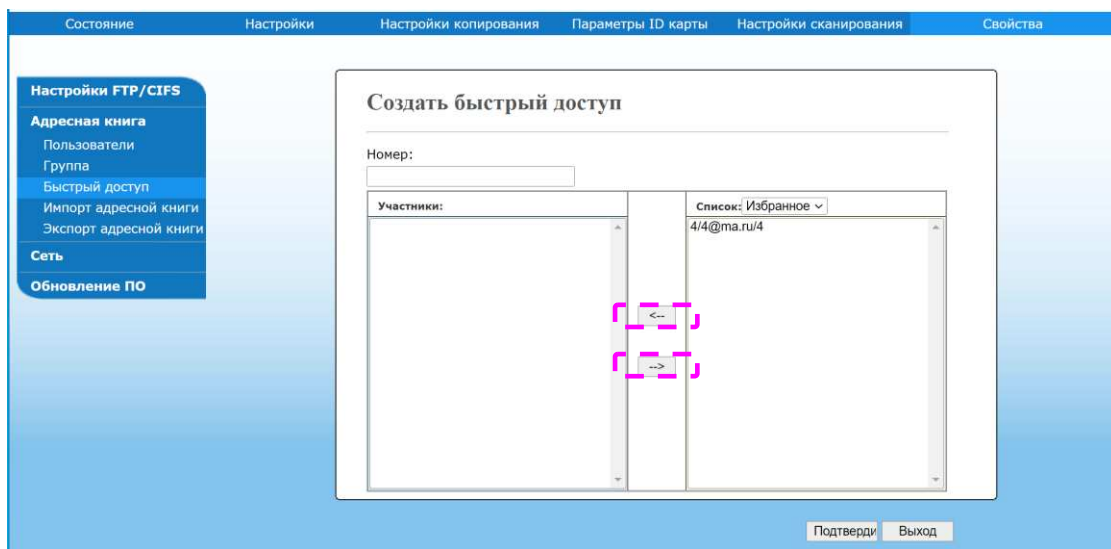 Состояние Настройки Настройки копирования Параметры ID карты Настройки сканирования Свойства
Настройки FTP/CIFS
Адресная книга
Пользователи
Группа
Быстрый доступ
Импорт адресной книги
Экспорт адресной книги
Сеть
Обновление ПО
Создать быстрый доступ
Номер:
Участники:
Список: Избранное
4/4@ma.ru/4
<--
-->
Подтверди Выход